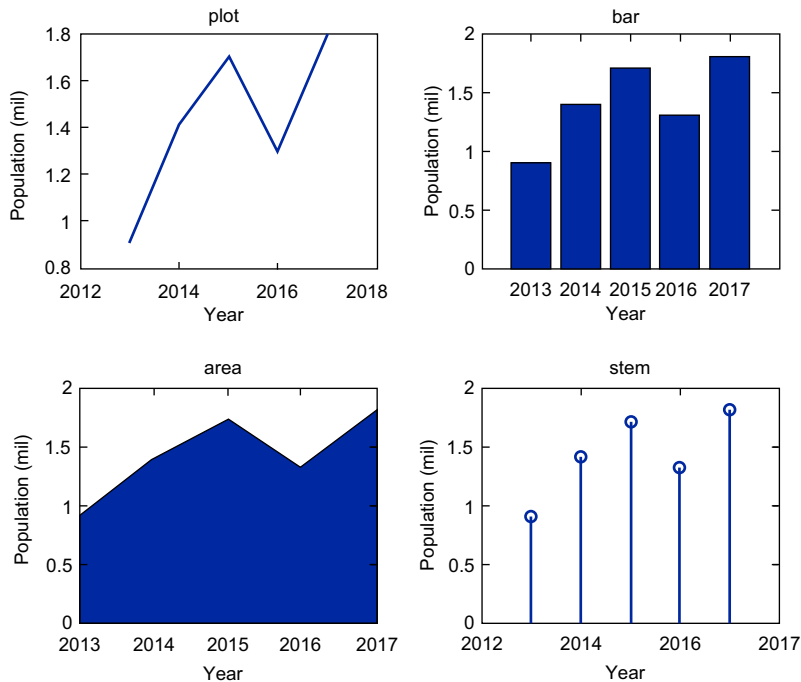 plot
1.8
1.6
1.4
1.2
1
0.8
Population (mil)
2012 2014 2016 2018
Year
bar
2
1.5
1
0.5
0
Population (mil)
2013 2014 2015 2016 2017
Year
area
2
1.5
1
0.5
0
Population (mil)
2013 2014 2015 2016 2017
Year
stem
2
1.5
1
0.5
0
Population (mil)
2012 2014 2016 2017
Year